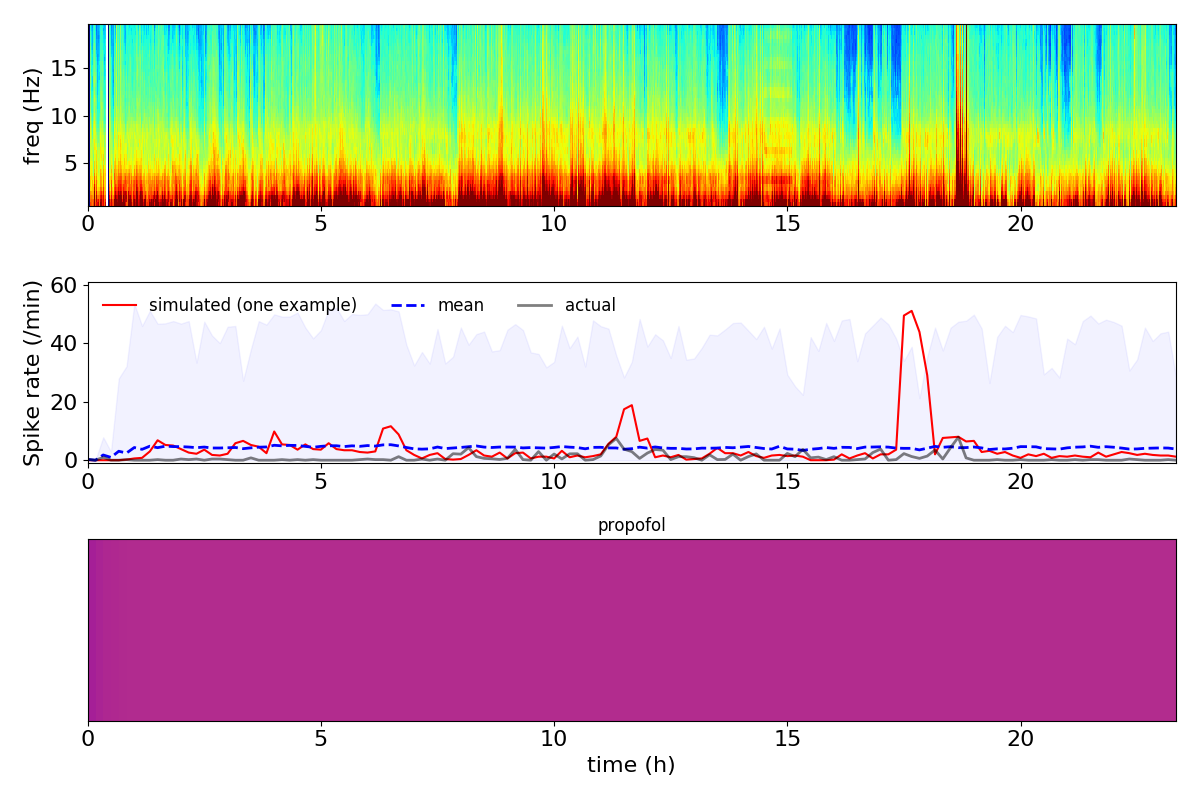 freq (Hz)
15
10
5
0 5 10 15 20
Spike rate (/min)
60
40
20
0
simulated (one example) mean actual
0 5 10 15 20
propofol
0 5 10 15 20
time (h)